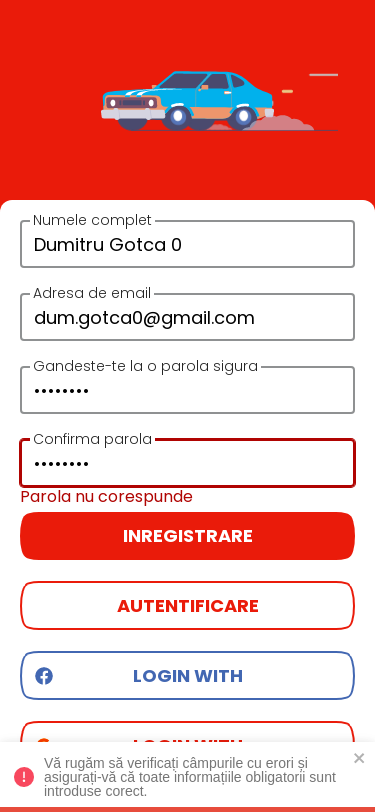 Numele complet
Dumitru Gotca 0
Adresa de email
dum.gotca0@gmail.com
Gandeste-te la o parola sigura
••••••••
Confirma parola
••••••••
Parola nu corespunde
INREGISTRARE
AUTENTIFICARE
LOGIN WITH
LOGIN WITH
Vă rugăm să verificați câmpurile cu erori și
asigurați-vă că toate informațiile obligatorii sunt
introduse corect.